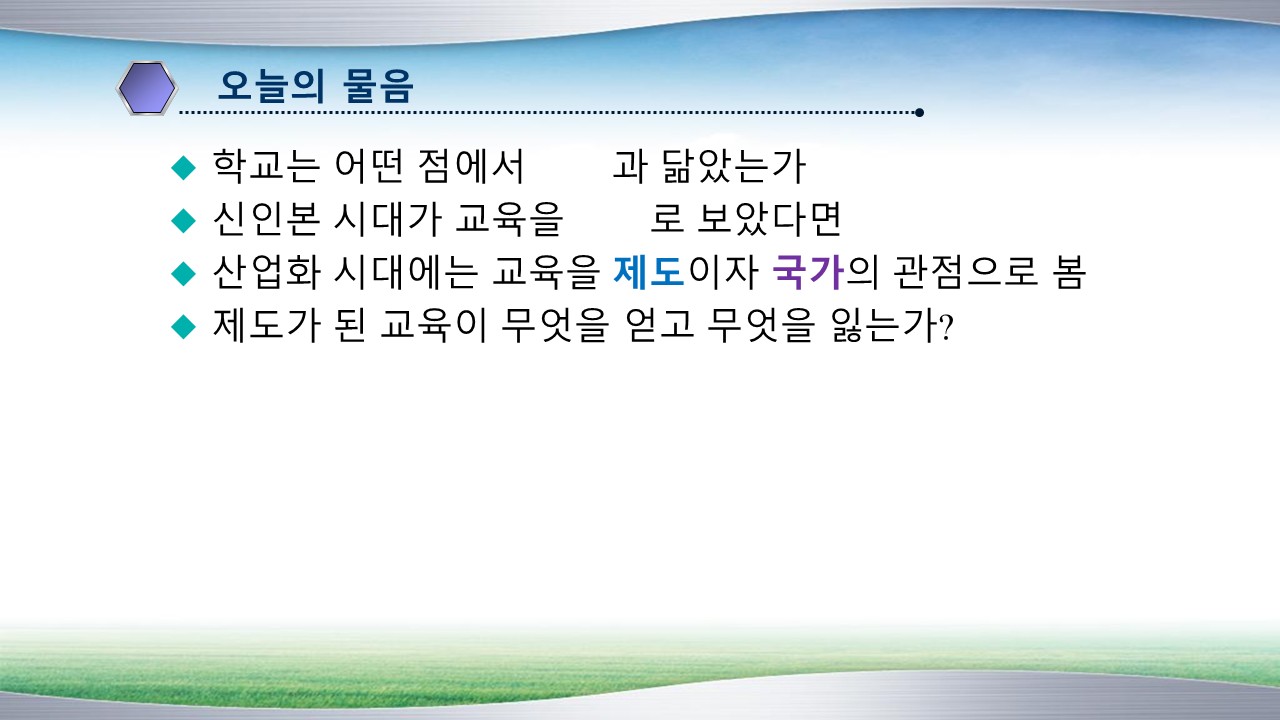 오늘의 물음
학교는 어떤 점에서 과 닮았는가
신인본 시대가 교육을 로 보았다면
산업화 시대에는 교육을 제도이자 국가의 관점으로 봄
제도가 된 교육이 무엇을 얻고 무엇을 잃는가?